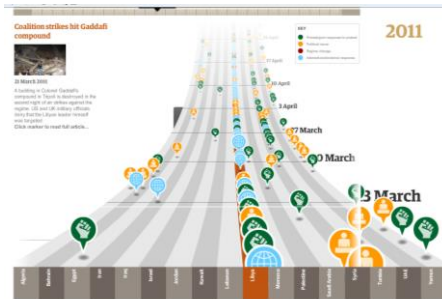 Coalition strikes hit Gaddafi
compound
21 March 2011
A building in Colonel Gaddafi's
compound in Tripoli is destroyed in the
second night of air strikes against the
regime. US and UK military officials
deny that the Libyan leader himself
was targeted
Click marker to read full article...
KEY
2011
17 April
10 April
3 April
27 March
20 March
13 March
Algeria
Bahrain
Egypt
Iran
Iraq
Israel
Jordan
Kuwait
Lebanon
Libya
Morocco
Palestine
Saudi Arabia
Syria
Tunisia
UAE
Yemen